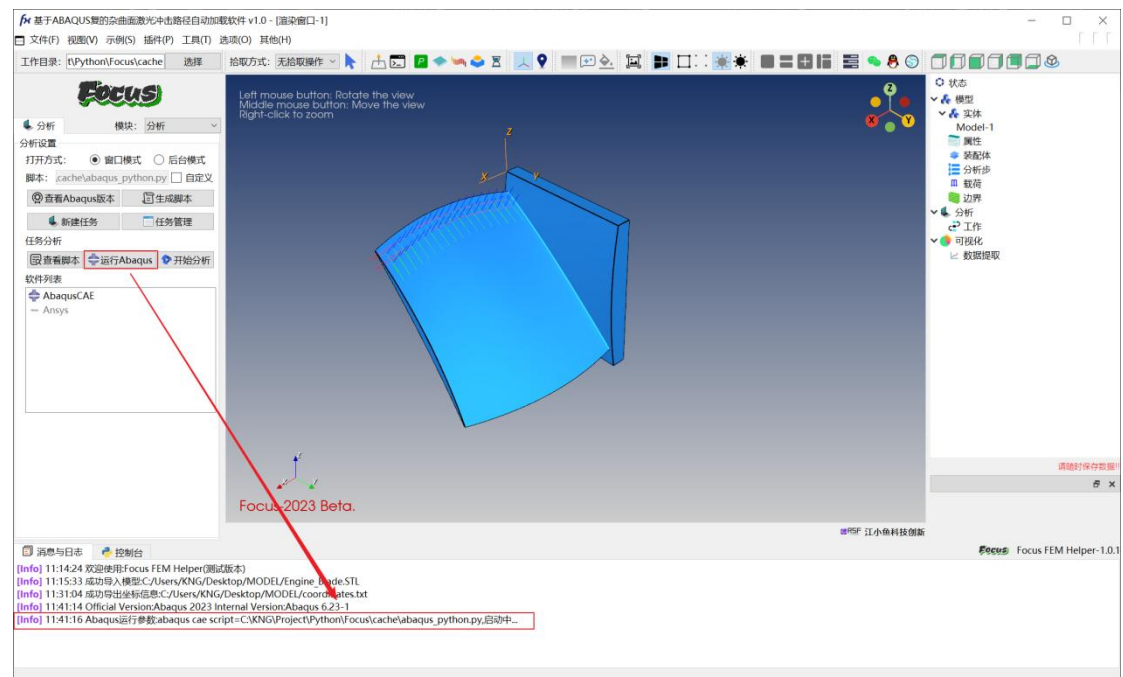 基于ABAQUS复的杂曲面激光冲击路径自动加载软件 v1.0 - [渲染窗口-1]
文件(F) 视图(V) 示例(S) 插件(P) 工具(T) 选项(O) 其他(H)
工作目录: t\Python\Focus\cache 选择 拾取方式: 无拾取操作
Focus
分析 模块: 分析
分析设置
打开方式: 窗口模式 后台模式
脚本: .cache\abaqus_python.py 自定义
查看Abaqus版本 生成脚本
新建任务 任务管理
任务分析
查看脚本 运行Abaqus 开始分析
软件列表
AbaqusCAE
Ansys
Left mouse button: Rotate the view
Middle mouse button: Move the view
Right-click to zoom
Z
X Y
Z
X Y
Focus-2023 Beta.
状态
模型
实体
Model-1
属性
装配体
分析步
载荷
边界
分析
工作
可视化
数据提取
请随时保存数据!!
江小鱼科技创新
消息与日志 控制台
Focus Focus FEM Helper-1.0.1
[Info] 11:14:24 欢迎使用:Focus FEM Helper(测试版本)
[Info] 11:15:33 成功导入模型:C:/Users/KNG/Desktop/MODEL/Engine_Blade.STL
[Info] 11:31:04 成功导出坐标信息:C:/Users/KNG/Desktop/MODEL/coordinates.txt
[Info] 11:41:14 Official Version:Abaqus 2023 Internal Version:Abaqus 6.23-1
[Info] 11:41:16 Abaqus运行参数:abaqus cae script=C:\KNG\Project\Python\Focus\cache\abaqus_python.py,启动中...